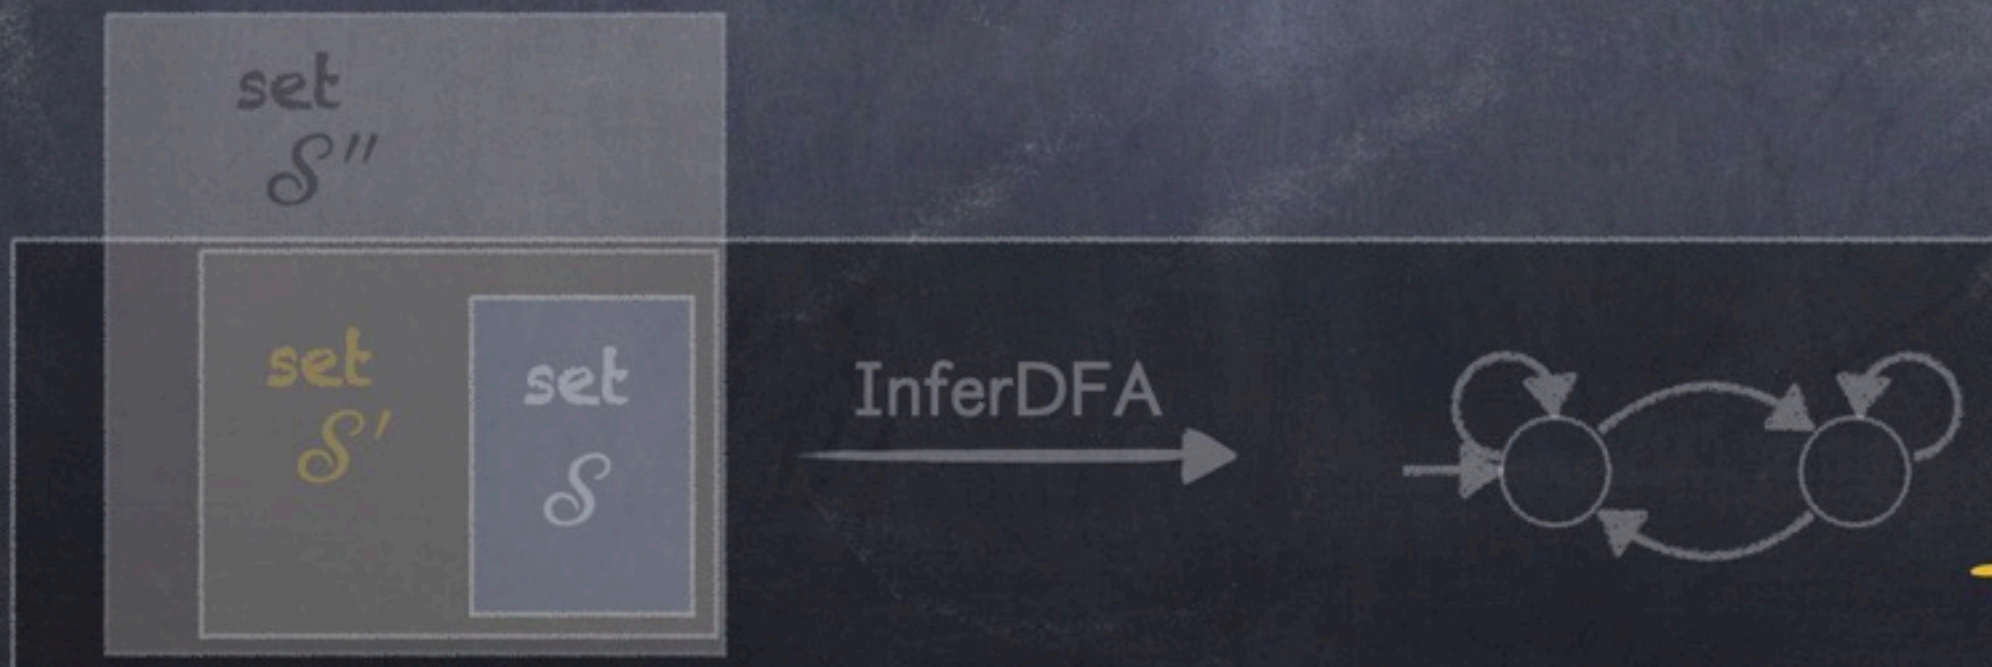 set
S″
set
S′
set
S
InferDFA